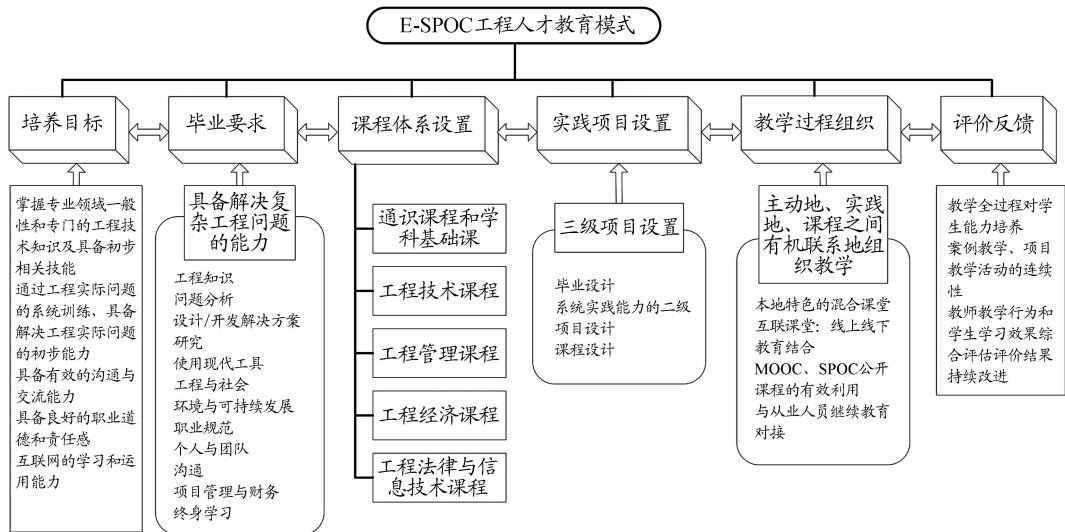 E-SPOC工程人才教育模式
培养目标
毕业要求
课程体系设置
实践项目设置
教学过程组织
评价反馈
掌握专业领域一般
性和专门的工程技
术知识及具备初步
相关技能
通过工程实际问题
的系统训练，具备
解决工程实际问题
的初步能力
具备有效的沟通与
交流能力
具备良好的职业道
德和责任感
互联网的学习和运
用能力
具备解决复
杂工程问题
的能力
工程知识
问题分析
设计/开发解决方案
研究
使用现代工具
工程与社会
环境与可持续发展
职业规范
个人与团队
沟通
项目管理与财务
终身学习
通识课程和学
科基础课
工程技术课程
工程管理课程
工程经济课程
工程法律与信
息技术课程
三级项目设置
毕业设计
系统实践能力的二级
项目设计
课程设计
主动地、实践
地、课程之间
有机联系地组
织教学
本地特色的混合课堂
互联课堂：线上线下
教育结合
MOOC、SPOC公开
课程的有效利用
与从业人员继续教育
对接
教学全过程对学
生能力培养
案例教学、项目
教学活动的连续
性
教师教学行为和
学生学习效果综
合评估评价结果
持续改进